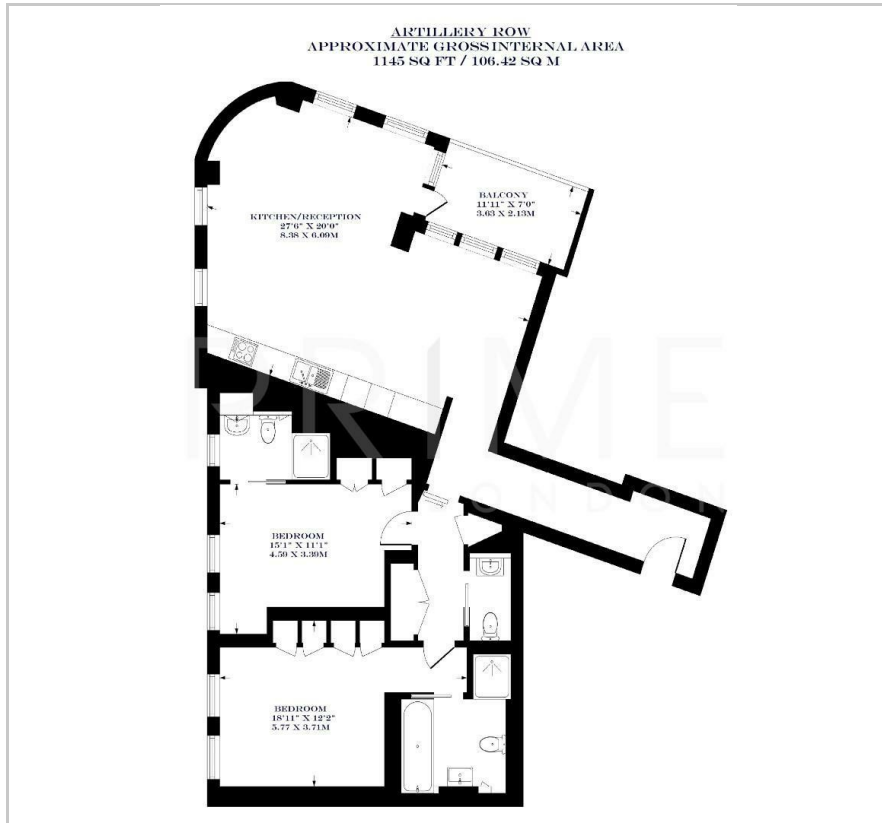 ARTILLERY ROW
APPROXIMATE GROSS INTERNAL AREA
1145 SQ FT / 106.42 SQ M
BALCONY
11'11" X 7'0"
3.63 X 2.13M
KITCHEN/RECEPTION
27'6" X 20'0"
8.38 X 6.09M
PRIME
LONDON
BEDROOM
15'1" X 11'1"
4.59 X 3.39M
BEDROOM
18'11" X 12'2"
5.77 X 3.71M